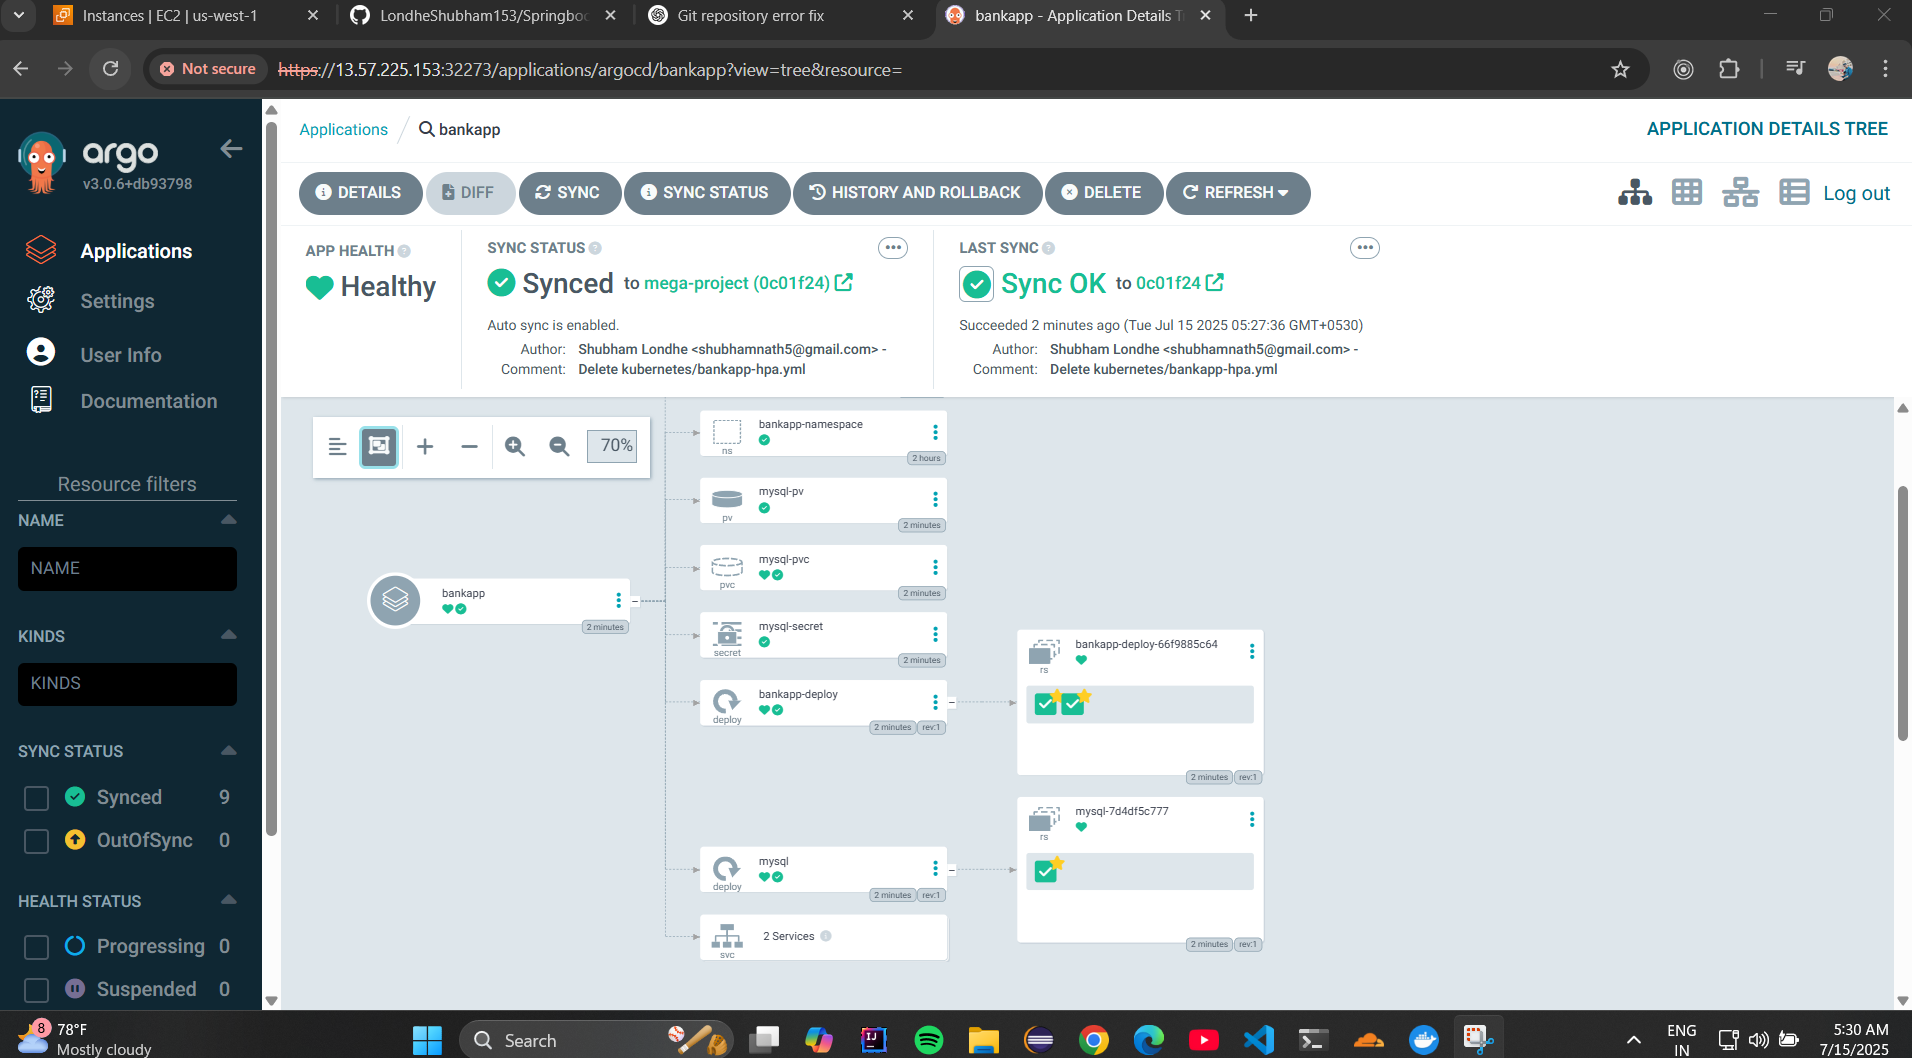 Instances | EC2 | us-west-1
LondheShubham153/Springboo
Git repository error fix
bankapp - Application Details T
Not secure
https://13.57.225.153:32273/applications/argocd/bankapp?view=tree&resource=
argo
v3.0.6+db93798
Applications
Settings
User Info
Documentation
Resource filters
NAME
NAME
KINDS
KINDS
SYNC STATUS
Synced 9
OutOfSync 0
HEALTH STATUS
Progressing 0
Suspended 0
Applications / bankapp
APPLICATION DETAILS TREE
DETAILS DIFF SYNC SYNC STATUS HISTORY AND ROLLBACK DELETE REFRESH
Log out
APP HEALTH
Healthy
SYNC STATUS
Synced to mega-project (0c01f24)
Auto sync is enabled.
Author: Shubham Londhe <shubhamnath5@gmail.com> -
Comment: Delete kubernetes/bankapp-hpa.yml
LAST SYNC
Sync OK to 0c01f24
Succeeded 2 minutes ago (Tue Jul 15 2025 05:27:36 GMT+0530)
Author: Shubham Londhe <shubhamnath5@gmail.com> -
Comment: Delete kubernetes/bankapp-hpa.yml
70%
bankapp
2 minutes
bankapp-namespace
ns
2 hours
mysql-pv
pv
2 minutes
mysql-pvc
pvc
2 minutes
mysql-secret
secret
2 minutes
bankapp-deploy
deploy
2 minutes rev:1
bankapp-deploy-66f9885c64
rs
2 minutes rev:1
mysql
deploy
2 minutes rev:1
mysql-7d4df5c777
rs
2 minutes rev:1
2 Services
svc
8
78°F
Mostly cloudy
Search
ENG
IN
5:30 AM
7/15/2025